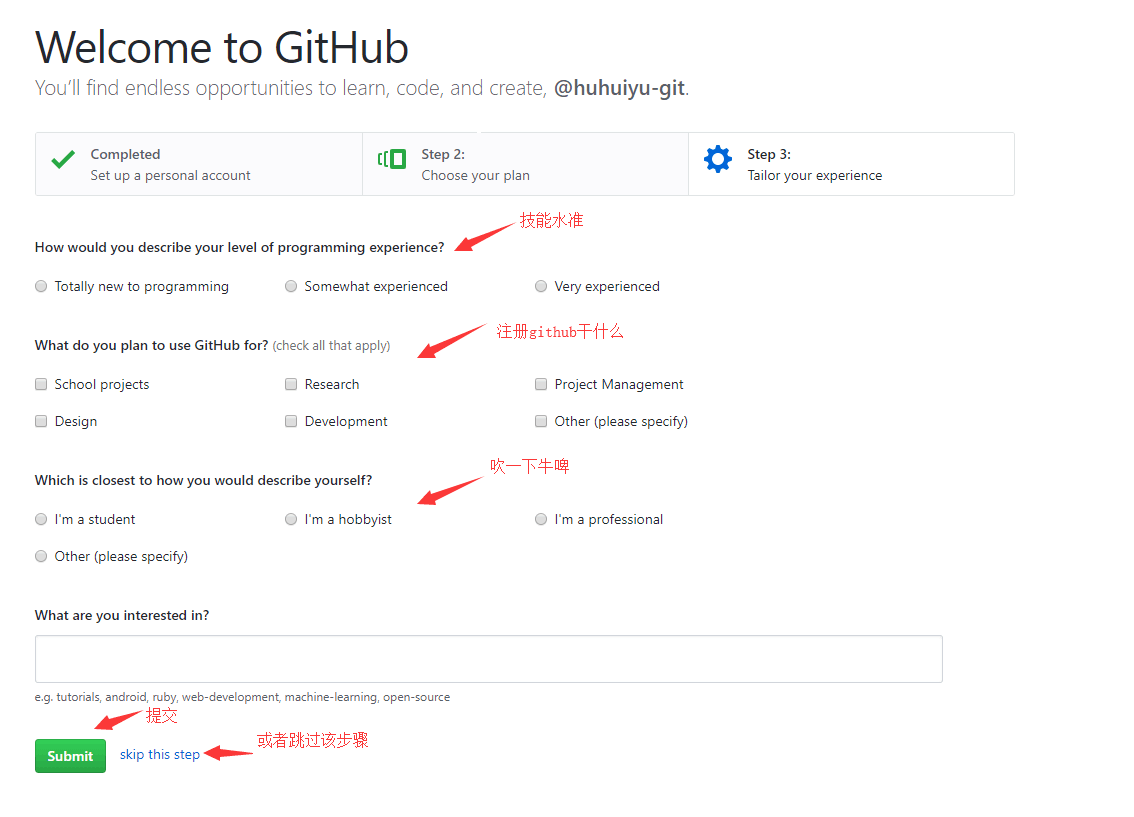 Welcome to GitHub
You'll find endless opportunities to learn, code, and create, @huhuiyu-git.
Completed
Set up a personal account
Step 2:
Choose your plan
Step 3:
Tailor your experience
技能水准
How would you describe your level of programming experience?
Totally new to programming Somewhat experienced Very experienced
注册github干什么
What do you plan to use GitHub for? (check all that apply)
School projects Research Project Management
Design Development Other (please specify)
吹一下牛啤
Which is closest to how you would describe yourself?
I'm a student I'm a hobbyist I'm a professional
Other (please specify)
What are you interested in?
e.g. tutorials, android, ruby, web-development, machine-learning, open-source
提交
或者跳过该步骤
Submit skip this step